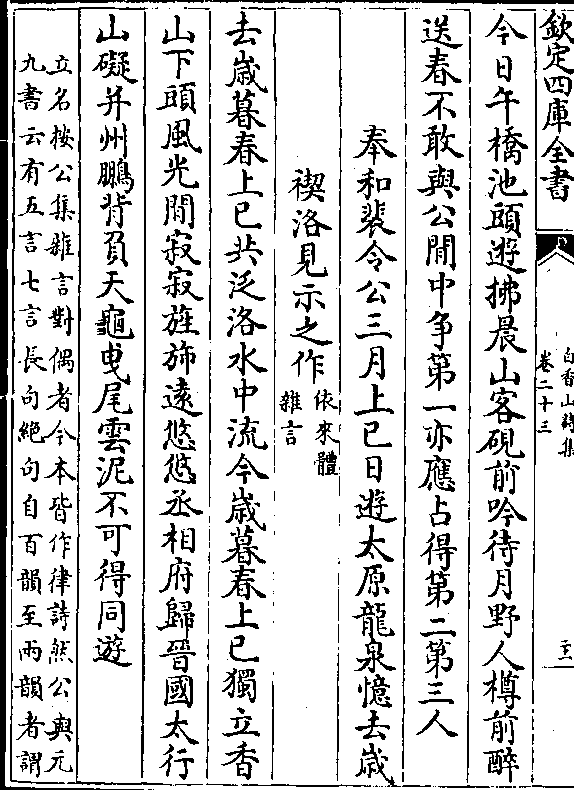 欽定四庫全書
白香山詩集
卷二十三
今日午橋池頭遊拂晨山客硯前吟待月野人樽前醉
送春不敢與公閒中爭第一亦應占得第二第三人
奉和裴令公三月上巳日遊太原龍泉憶去歲
禊洛見示之作
依來體
雜言
去歲暮春上巳共泛洛水中流今歲暮春上巳獨立香
山下頭風光閒寂寂旌斾遠悠悠丞相府歸晉國太行
山礙并州鵬背負天龜曳尾雲泥不可得同遊
立名按公集雜言對偶者今本皆作律詩然公與元
九書云有五言七言長句絶句自百韻至兩韻者謂